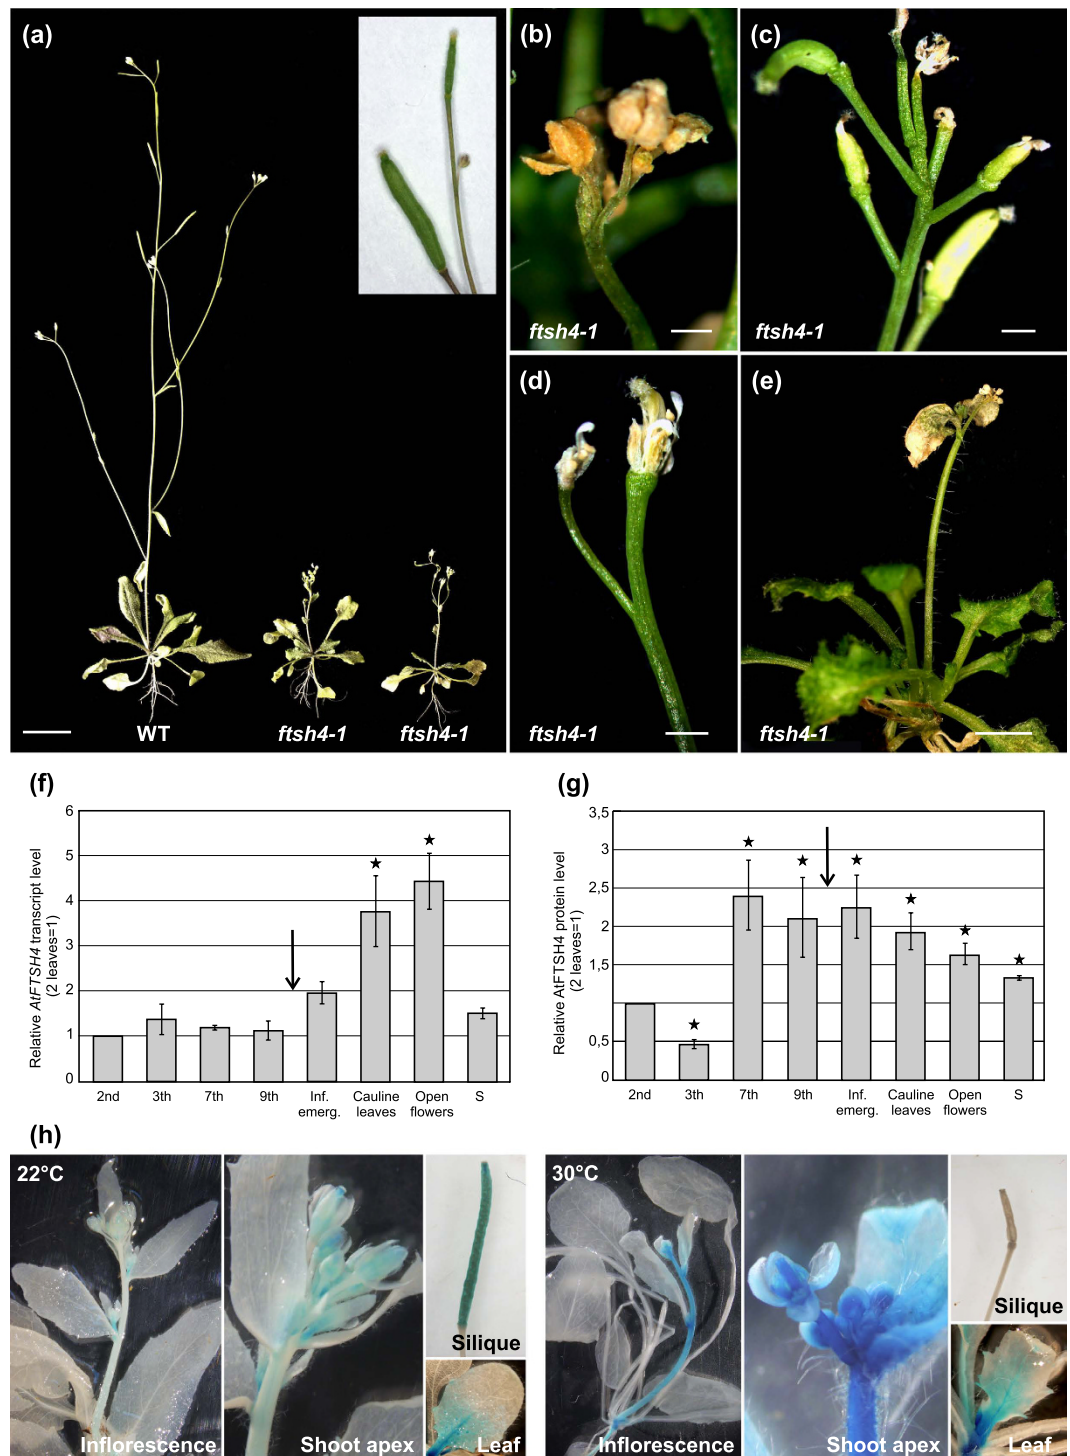 (a)
(b)
(c)
ftsh4-1
ftsh4-1
(d)
(e)
WT
ftsh4-1
ftsh4-1
ftsh4-1
ftsh4-1
(f)
Relative AtFTSH4 transcript level
(2 leaves=1)
6
5
4
3
2
1
0
2nd
3th
7th
9th
Inf.
emerg.
Cauline
leaves
Open
flowers
S
(g)
Relative AtFTSH4 protein level
(2 leaves=1)
3,5
3
2,5
2
1,5
1
0,5
0
2nd
3th
7th
9th
Inf.
emerg.
Cauline
leaves
Open
flowers
S
(h)
22°C
Inflorescence
Shoot apex
Silique
Leaf
30°C
Inflorescence
Shoot apex
Silique
Leaf